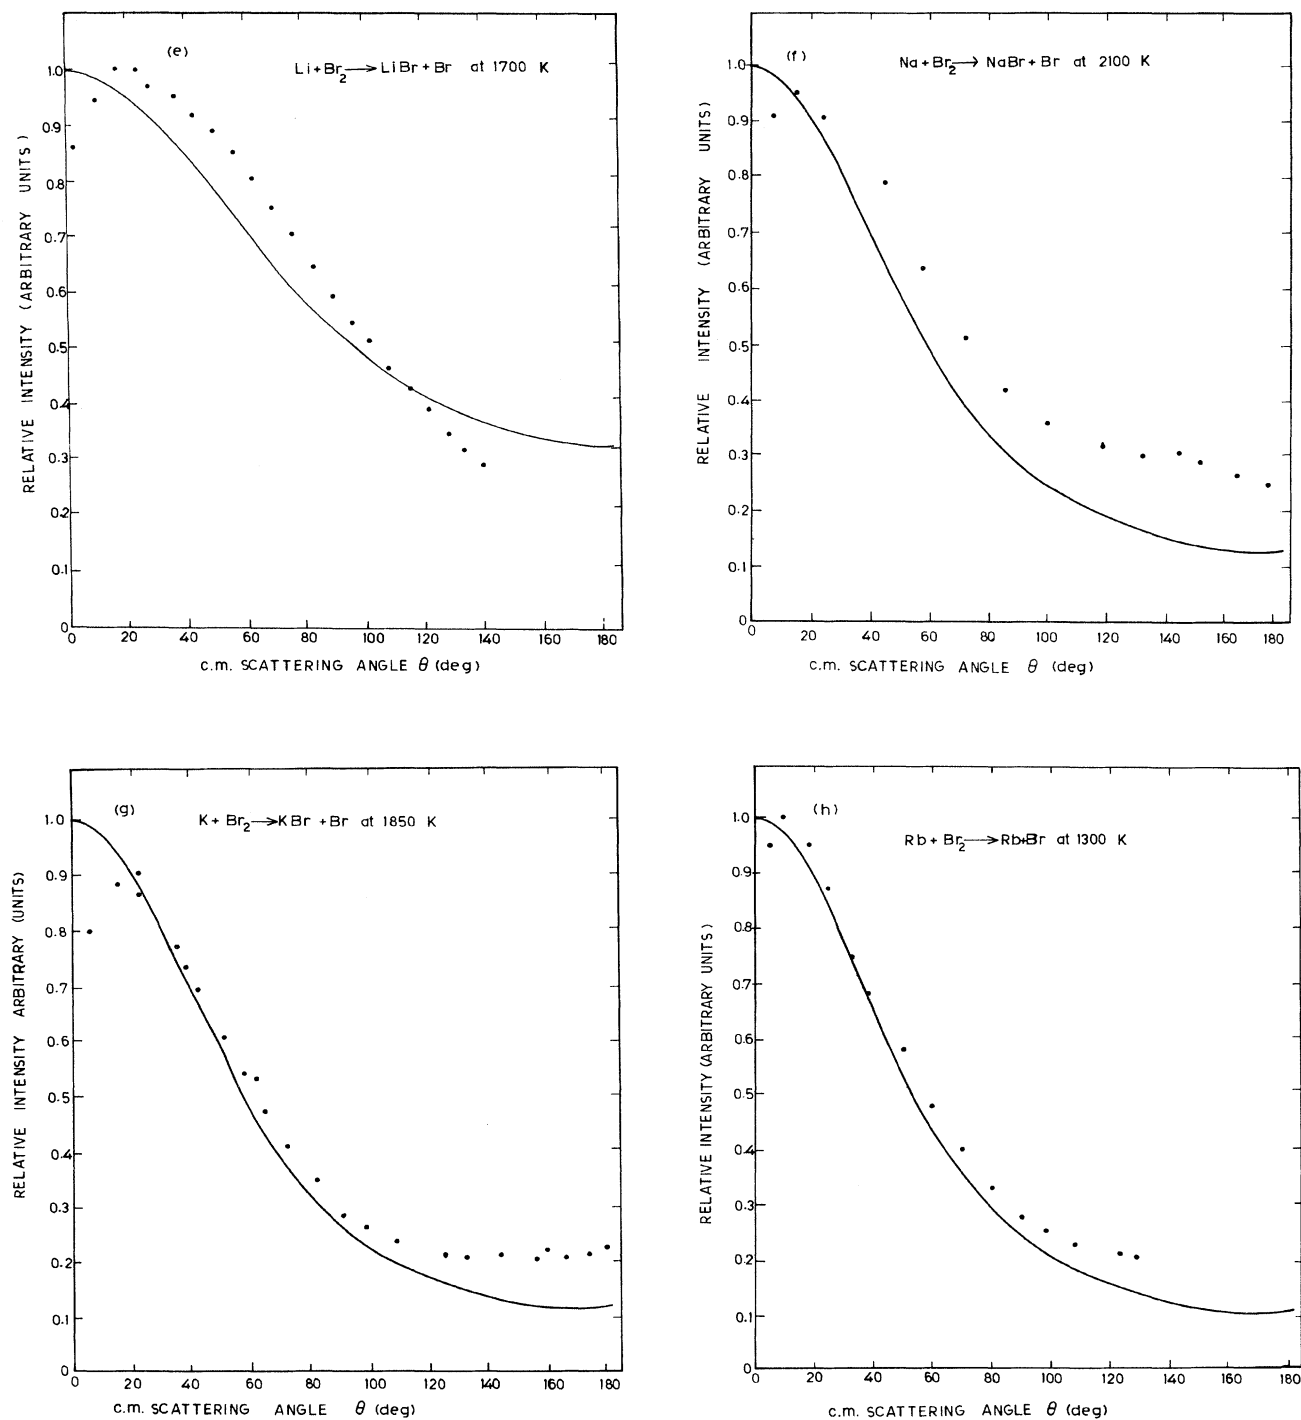 (e)
Li + Br2 → LiBr + Br at 1700 K
RELATIVE INTENSITY (ARBITRARY UNITS)
1.0
0.9
0.8
0.7
0.6
0.5
0.4
0.3
0.2
0.1
0
0 20 40 60 80 100 120 140 160 180
c.m. SCATTERING ANGLE θ (deg)
(f)
Na + Br2 → NaBr + Br at 2100 K
RELATIVE INTENSITY (ARBITRARY UNITS)
1.0
0.9
0.8
0.7
0.6
0.5
0.4
0.3
0.2
0.1
0
0 20 40 60 80 100 120 140 160 180
c.m. SCATTERING ANGLE θ (deg)
(g)
K + Br2 → KBr + Br at 1850 K
RELATIVE INTENSITY ARBITRARY (UNITS)
1.0
0.9
0.8
0.7
0.6
0.5
0.4
0.3
0.2
0.1
0
0 20 40 60 80 100 120 140 160 180
c.m. SCATTERING ANGLE θ (deg)
(h)
Rb + Br2 → Rb+Br at 1300 K
RELATIVE INTENSITY (ARBITRARY UNITS)
1.0
0.9
0.8
0.7
0.6
0.5
0.4
0.3
0.2
0.1
0
0 20 40 60 80 100 120 140 160 180
c.m. SCATTERING ANGLE θ (deg)